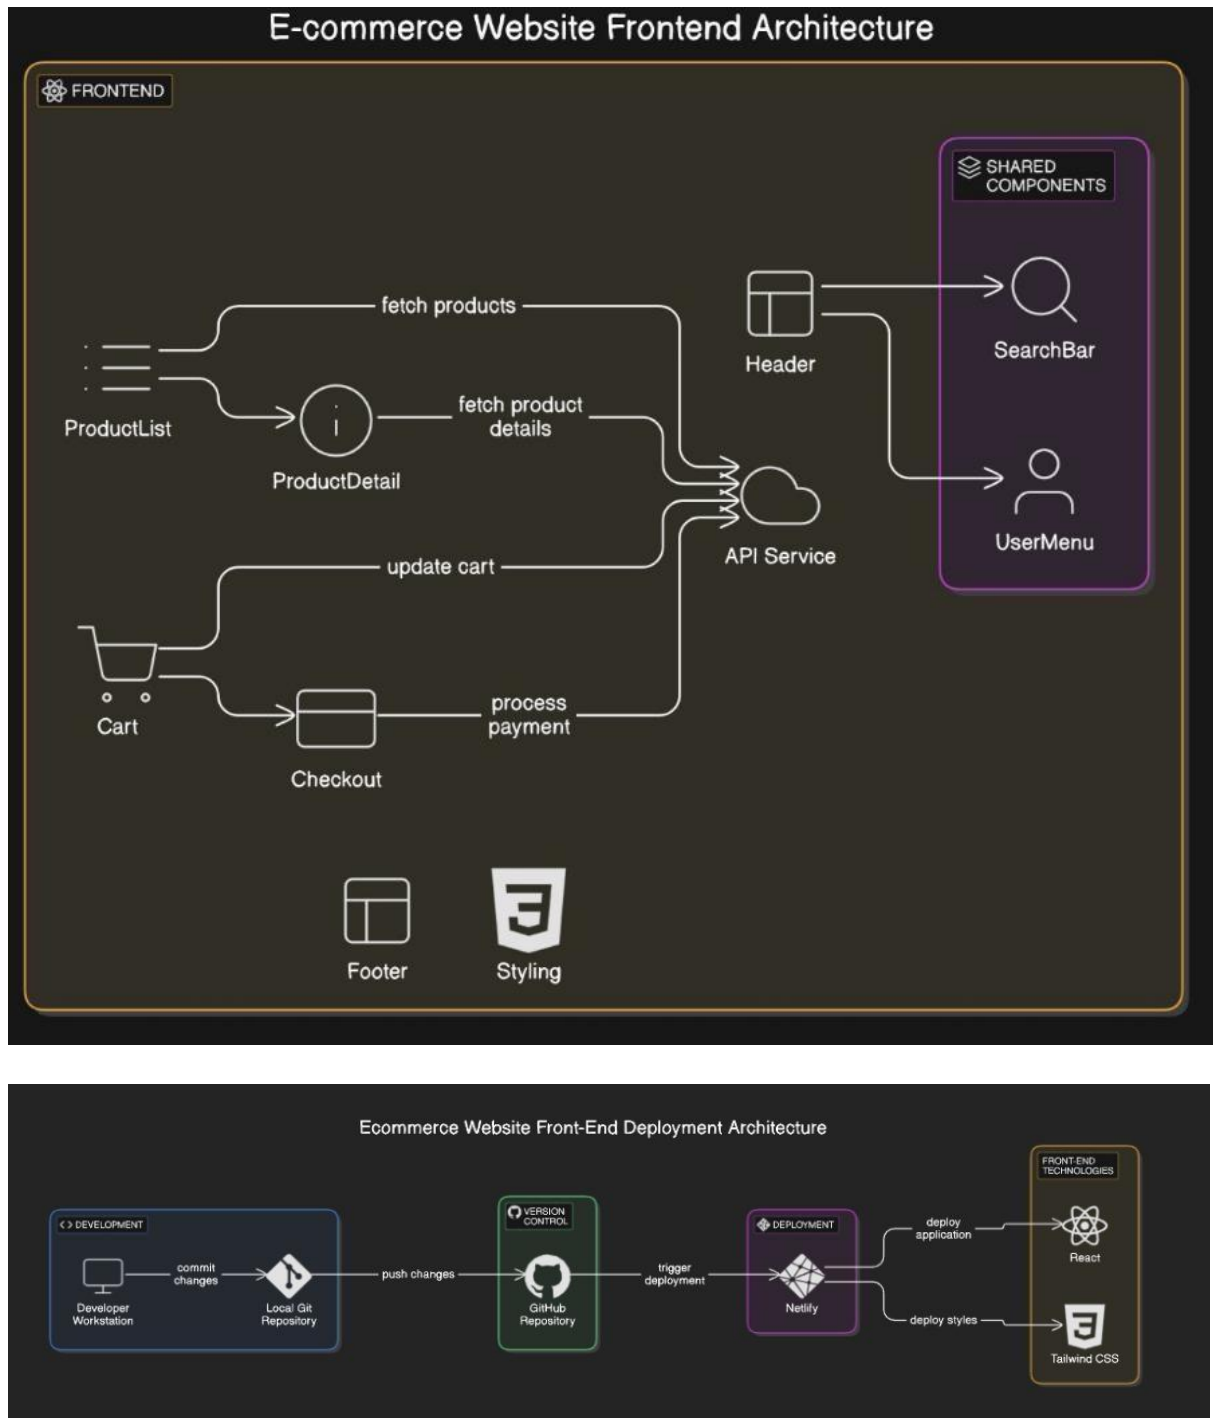 E-commerce Website Frontend Architecture
FRONTEND
SHARED
COMPONENTS
fetch products
Header
SearchBar
ProductList
fetch product
details
ProductDetail
API Service
UserMenu
update cart
Cart
process
payment
Checkout
Footer
Styling
Ecommerce Website Front-End Deployment Architecture
DEVELOPMENT
Developer
Workstation
commit
changes
Local Git
Repository
push changes
VERSION
CONTROL
GitHub
Repository
trigger
deployment
DEPLOYMENT
Netlify
deploy
application
deploy styles
FRONT-END
TECHNOLOGIES
React
Tailwind CSS